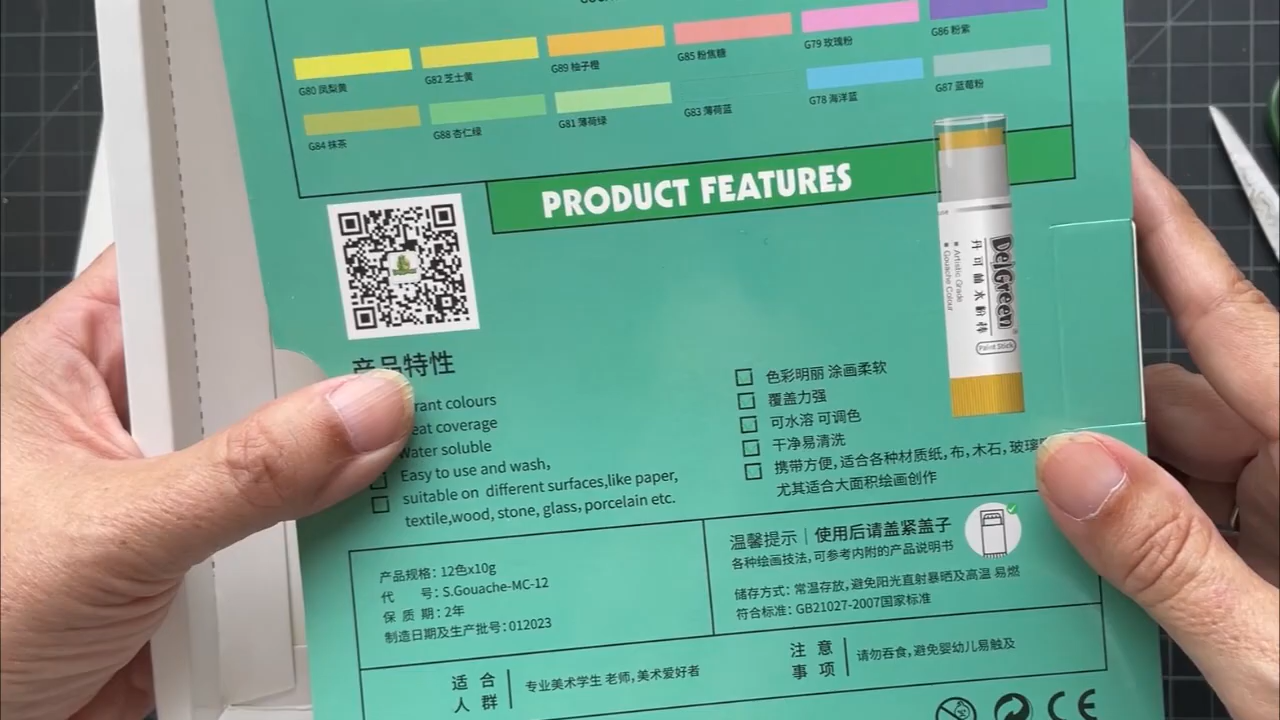 G86 粉紫
G79 玫瑰粉
G85 粉焦糖
G89 柚子橙
G82 芝士黄
G80 凤梨黄
G87 蓝莓粉
G78 海洋蓝
G83 薄荷蓝
G81 薄荷绿
G88 杏仁绿
G84 抹茶
PRODUCT FEATURES
DelGreen
丹可林水粉棒
Artistic Grade
Gouache Colour
Paint Stick
产品特性
colours
coverage
Water soluble
Easy to use and wash,
suitable on different surfaces,like paper,
textile,wood, stone, glass, porcelain etc.
色彩明丽 涂画柔软
覆盖力强
可水溶 可调色
干净易清洗
携带方便,适合各种材质纸,布,木石,玻璃
尤其适合大面积绘画创作
产品规格: 12色x10g
代 号: S.Gouache-MC-12
保 质 期: 2年
制造日期及生产批号: 012023
温馨提示 | 使用后请盖紧盖子
各种绘画技法,可参考内附的产品说明书
储存方式: 常温存放,避免阳光直射暴晒及高温 易燃
符合标准: GB21027-2007国家标准
适合人群
专业美术学生 老师,美术爱好者
注意事项
请勿吞食,避免婴幼儿易触及
CE